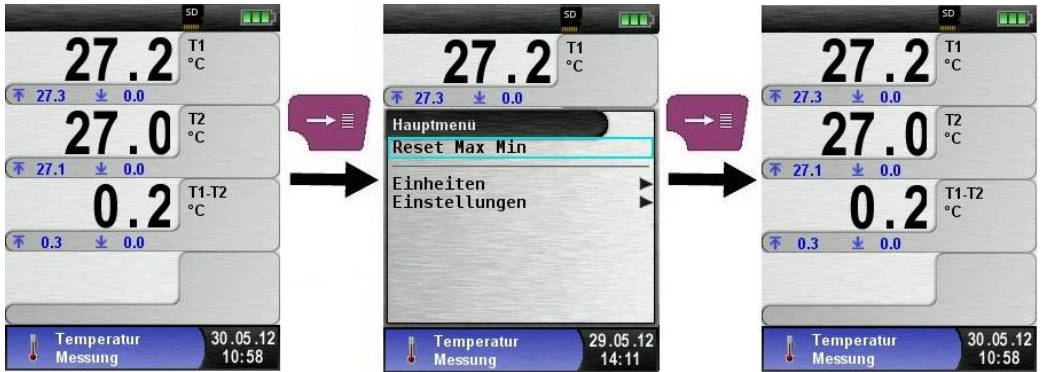 SD
27.2 T1 °C
27.3 0.0
27.0 T2 °C
27.1 0.0
0.2 T1-T2 °C
0.3 0.0
Temperatur 30.05.12
Messung 10:58
SD
27.2 T1 °C
27.3 0.0
Hauptmenü
Reset Max Min
Einheiten
Einstellungen
Temperatur 29.05.12
Messung 14:11
SD
27.2 T1 °C
27.3 0.0
27.0 T2 °C
27.1 0.0
0.2 T1-T2 °C
0.3 0.0
Temperatur 30.05.12
Messung 10:58